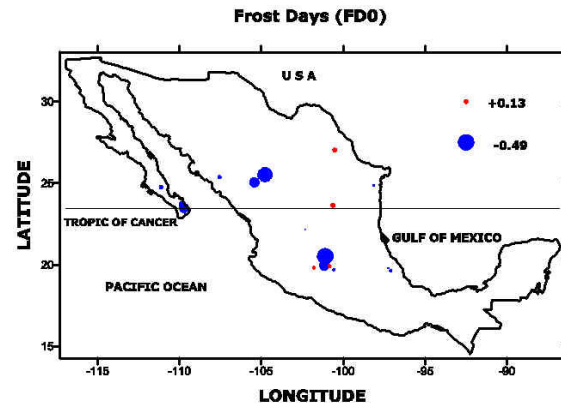 Frost Days (FD0)
U S A
+0.13
-0.49
30
25
20
15
LATITUDE
TROPIC OF CANCER
GULF OF MEXICO
PACIFIC OCEAN
-115 -110 -105 -100 -95 -90
LONGITUDE